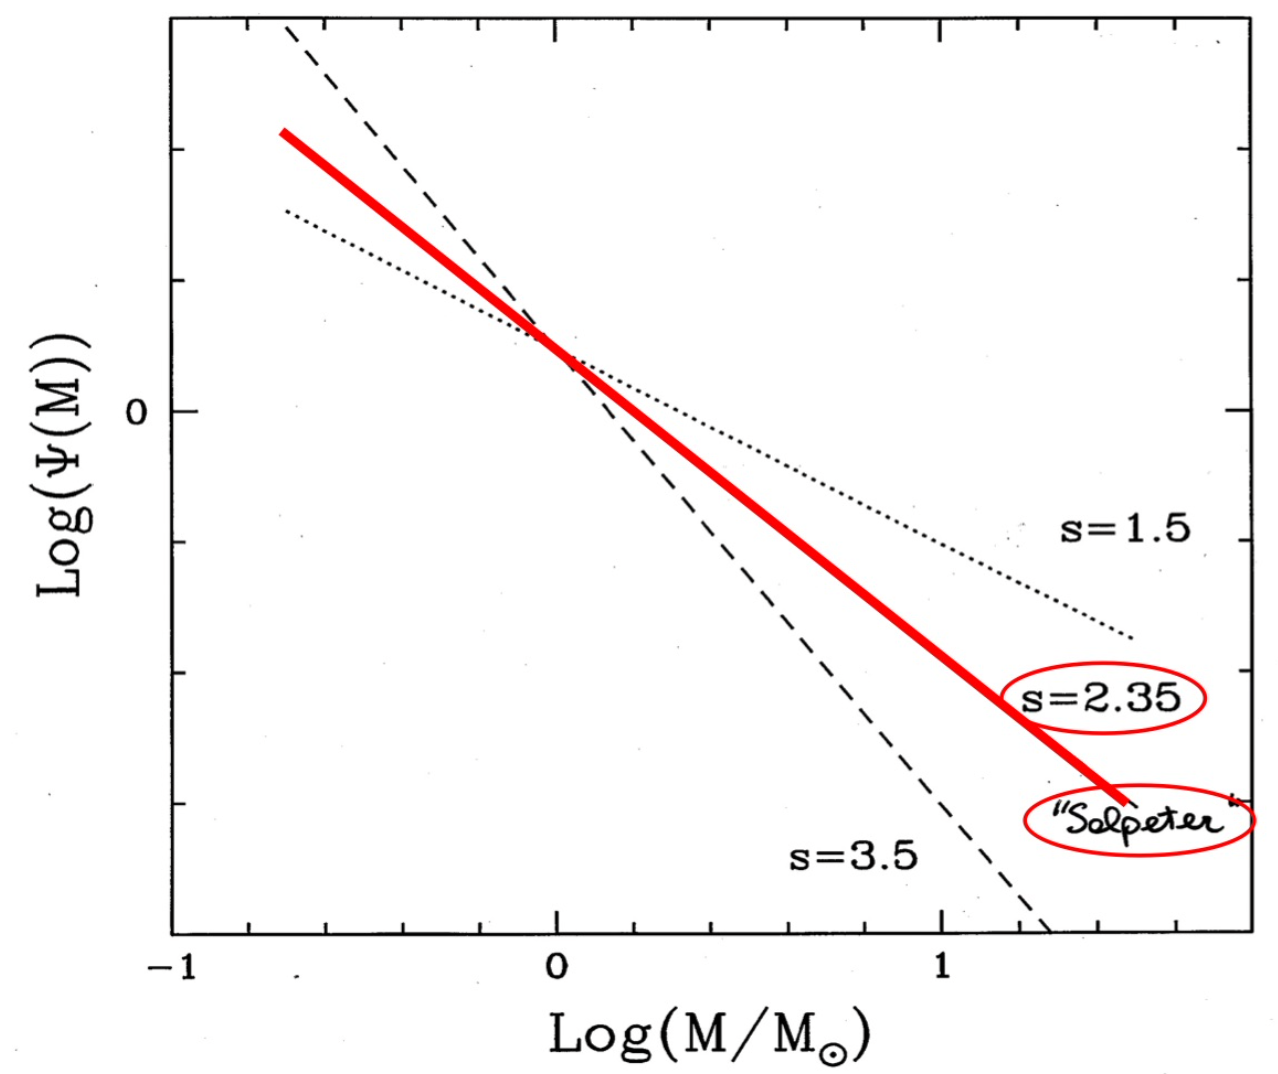 Log(Ψ(M))
0
s=1.5
s=2.35
"Salpeter"
s=3.5
−1 0 1
Log(M/M☉)